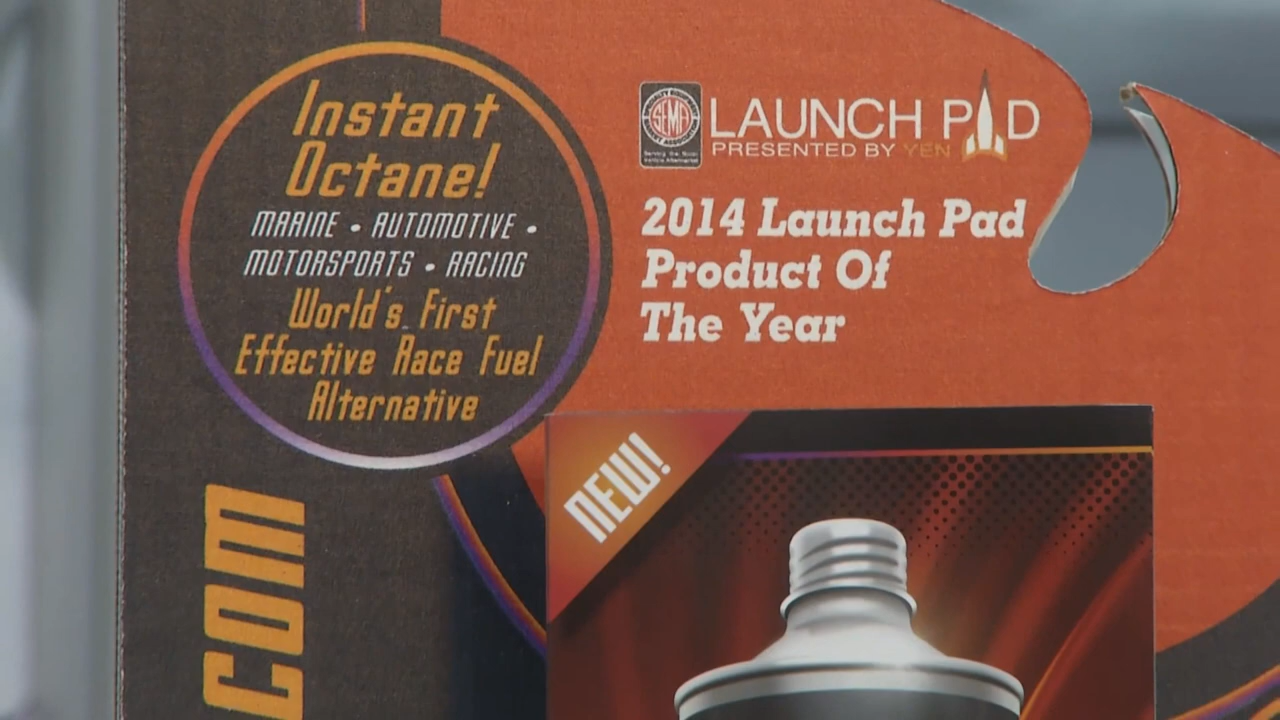 Instant
Octane!
MARINE • AUTOMOTIVE •
MOTORSPORTS • RACING
World's First
Effective Race Fuel
Alternative
SEMA
LAUNCH PAD
PRESENTED BY YEN
2014 Launch Pad
Product Of
The Year
NEW!
COM